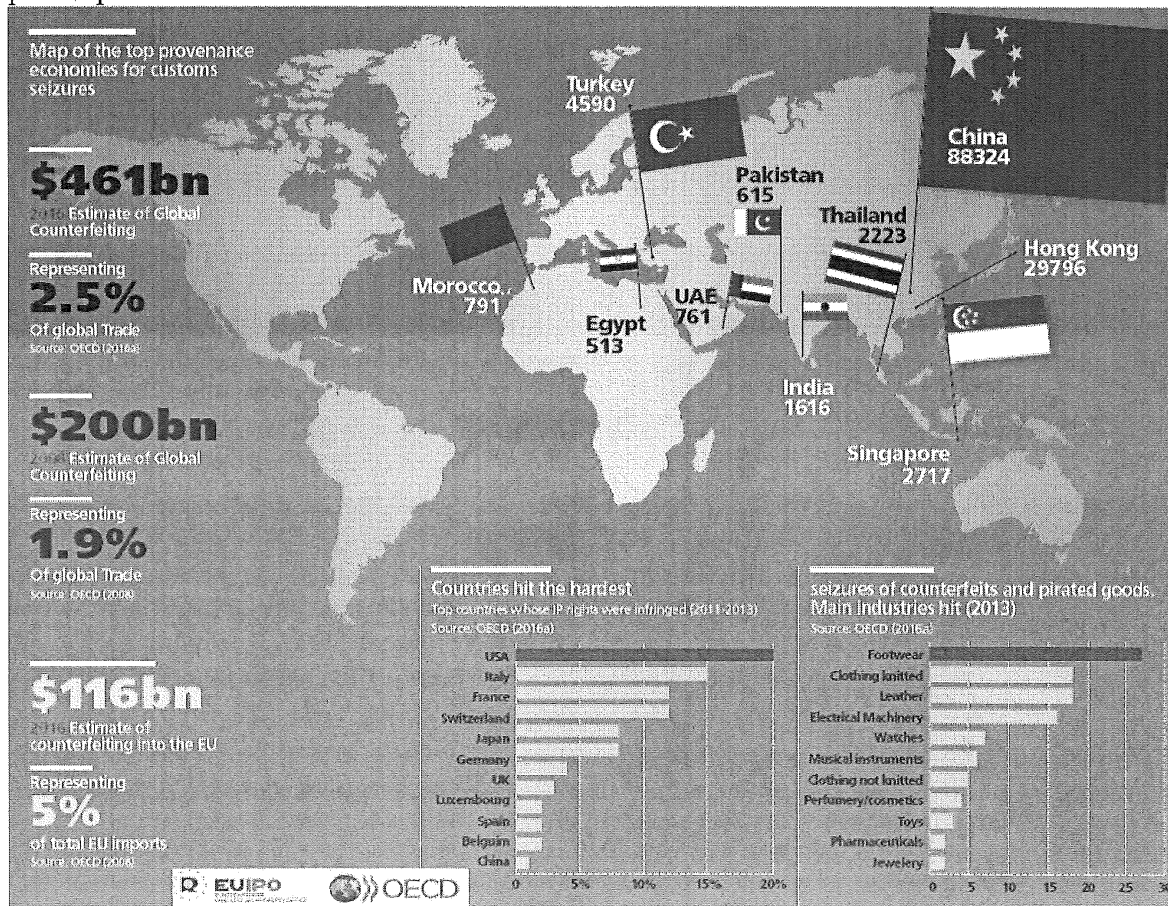 Map of the top provenance
economies for customs
seizures
$461bn
2016 Estimate of Global
Counterfeiting
Representing
2.5%
Of global Trade
Source: OECD (2016a)
$200bn
Estimate of Global
Counterfeiting
Representing
1.9%
Of global Trade
Source: OECD (2008)
$116bn
2016 Estimate of
counterfeiting into the EU
Representing
5%
of total EU imports
Source: OECD (2008)
Turkey
4590
China
88324
Pakistan
615
Thailand
2223
Hong Kong
29796
Morocco..
791
UAE
761
Egypt
513
India
1616
Singapore
2717
Countries hit the hardest
Top countries whose IP rights were infringed (2011-2013)
Source: OECD (2016a)
USA
Italy
France
Switzerland
Japan
Germany
UK
Luxembourg
Spain
Belguim
China
0 5% 10% 15% 20%
seizures of counterfeits and pirated goods.
Main industries hit (2013)
Source: OECD (2016a)
Footwear
Clothing knitted
Leather
Electrical Machinery
Watches
Musical instruments
Clothing not knitted
Perfumery/cosmetics
Toys
Pharmaceuticals
Jewelery
0 5 10 15 20 25 30
EUIPO
OECD